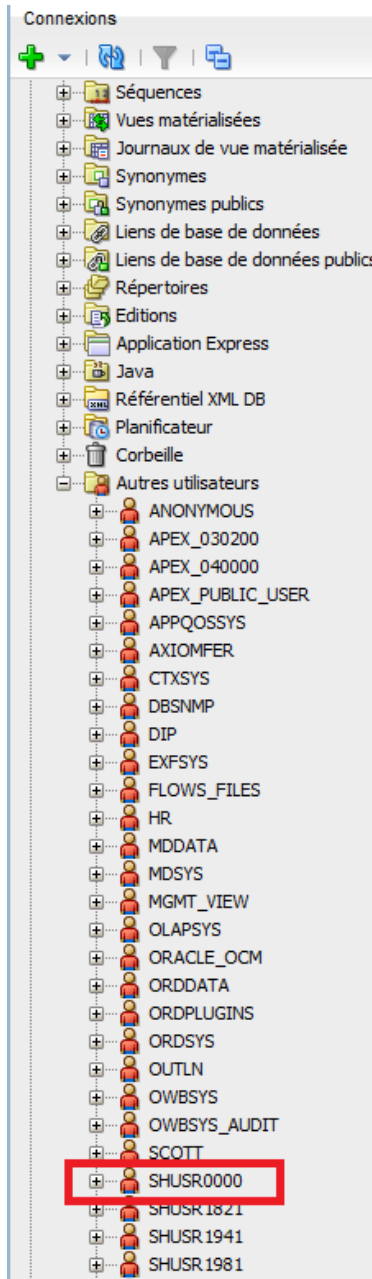 Connexions
Séquences
Vues matérialisées
Journaux de vue matérialisée
Synonymes
Synonymes publics
Liens de base de données
Liens de base de données publics
Répertoires
Editions
Application Express
Java
Référentiel XML DB
Planificateur
Corbeille
Autres utilisateurs
ANONYMOUS
APEX_030200
APEX_040000
APEX_PUBLIC_USER
APPQOSSYS
AXIOMFER
CTXSYS
DBSNMP
DIP
EXFSYS
FLOWS_FILES
HR
MDDATA
MDSYS
MGMT_VIEW
OLAPSYS
ORACLE_OCM
ORDDATA
ORDPLUGINS
ORDSYS
OUTLN
OWBSYS
OWBSYS_AUDIT
SCOTT
SHUSR0000
SHUSR1821
SHUSR1941
SHUSR1981